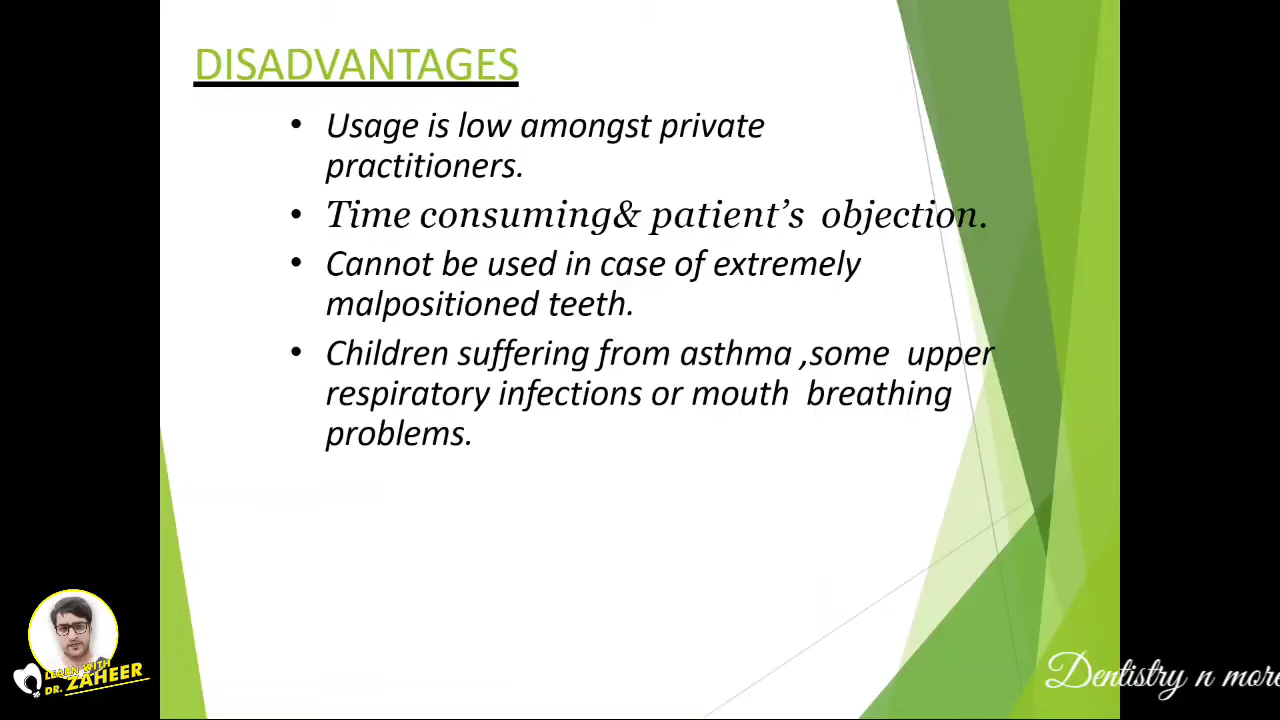 DISADVANTAGES
• Usage is low amongst private
practitioners.
• Time consuming& patient’s objection.
• Cannot be used in case of extremely
malpositioned teeth.
• Children suffering from asthma ,some upper
respiratory infections or mouth breathing
problems.
LEARN WITH
DR. ZAHEER
Dentistry n more